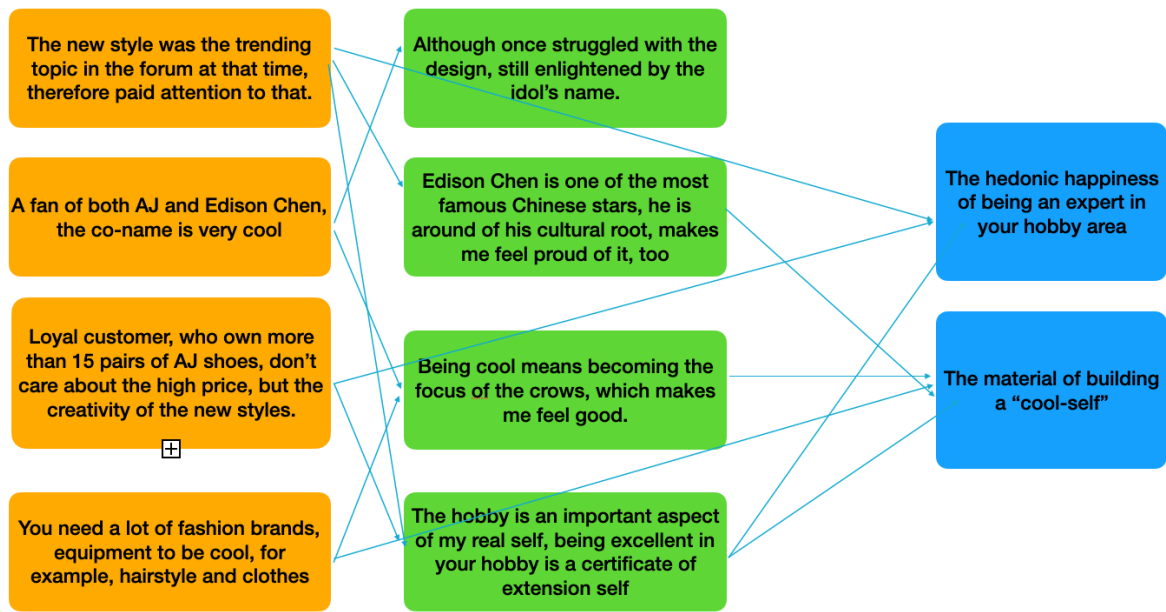 The new style was the trending
topic in the forum at that time,
therefore paid attention to that.
A fan of both AJ and Edison Chen,
the co-name is very cool
Loyal customer, who own more
than 15 pairs of AJ shoes, don't
care about the high price, but the
creativity of the new styles.
You need a lot of fashion brands,
equipment to be cool, for
example, hairstyle and clothes
Although once struggled with the
design, still enlightened by the
idol's name.
Edison Chen is one of the most
famous Chinese stars, he is
around of his cultural root, makes
me feel proud of it, too
Being cool means becoming the
focus of the crows, which makes
me feel good.
The hobby is an important aspect
of my real self, being excellent in
your hobby is a certificate of
extension self
The hedonic happiness
of being an expert in
your hobby area
The material of building
a “cool-self”